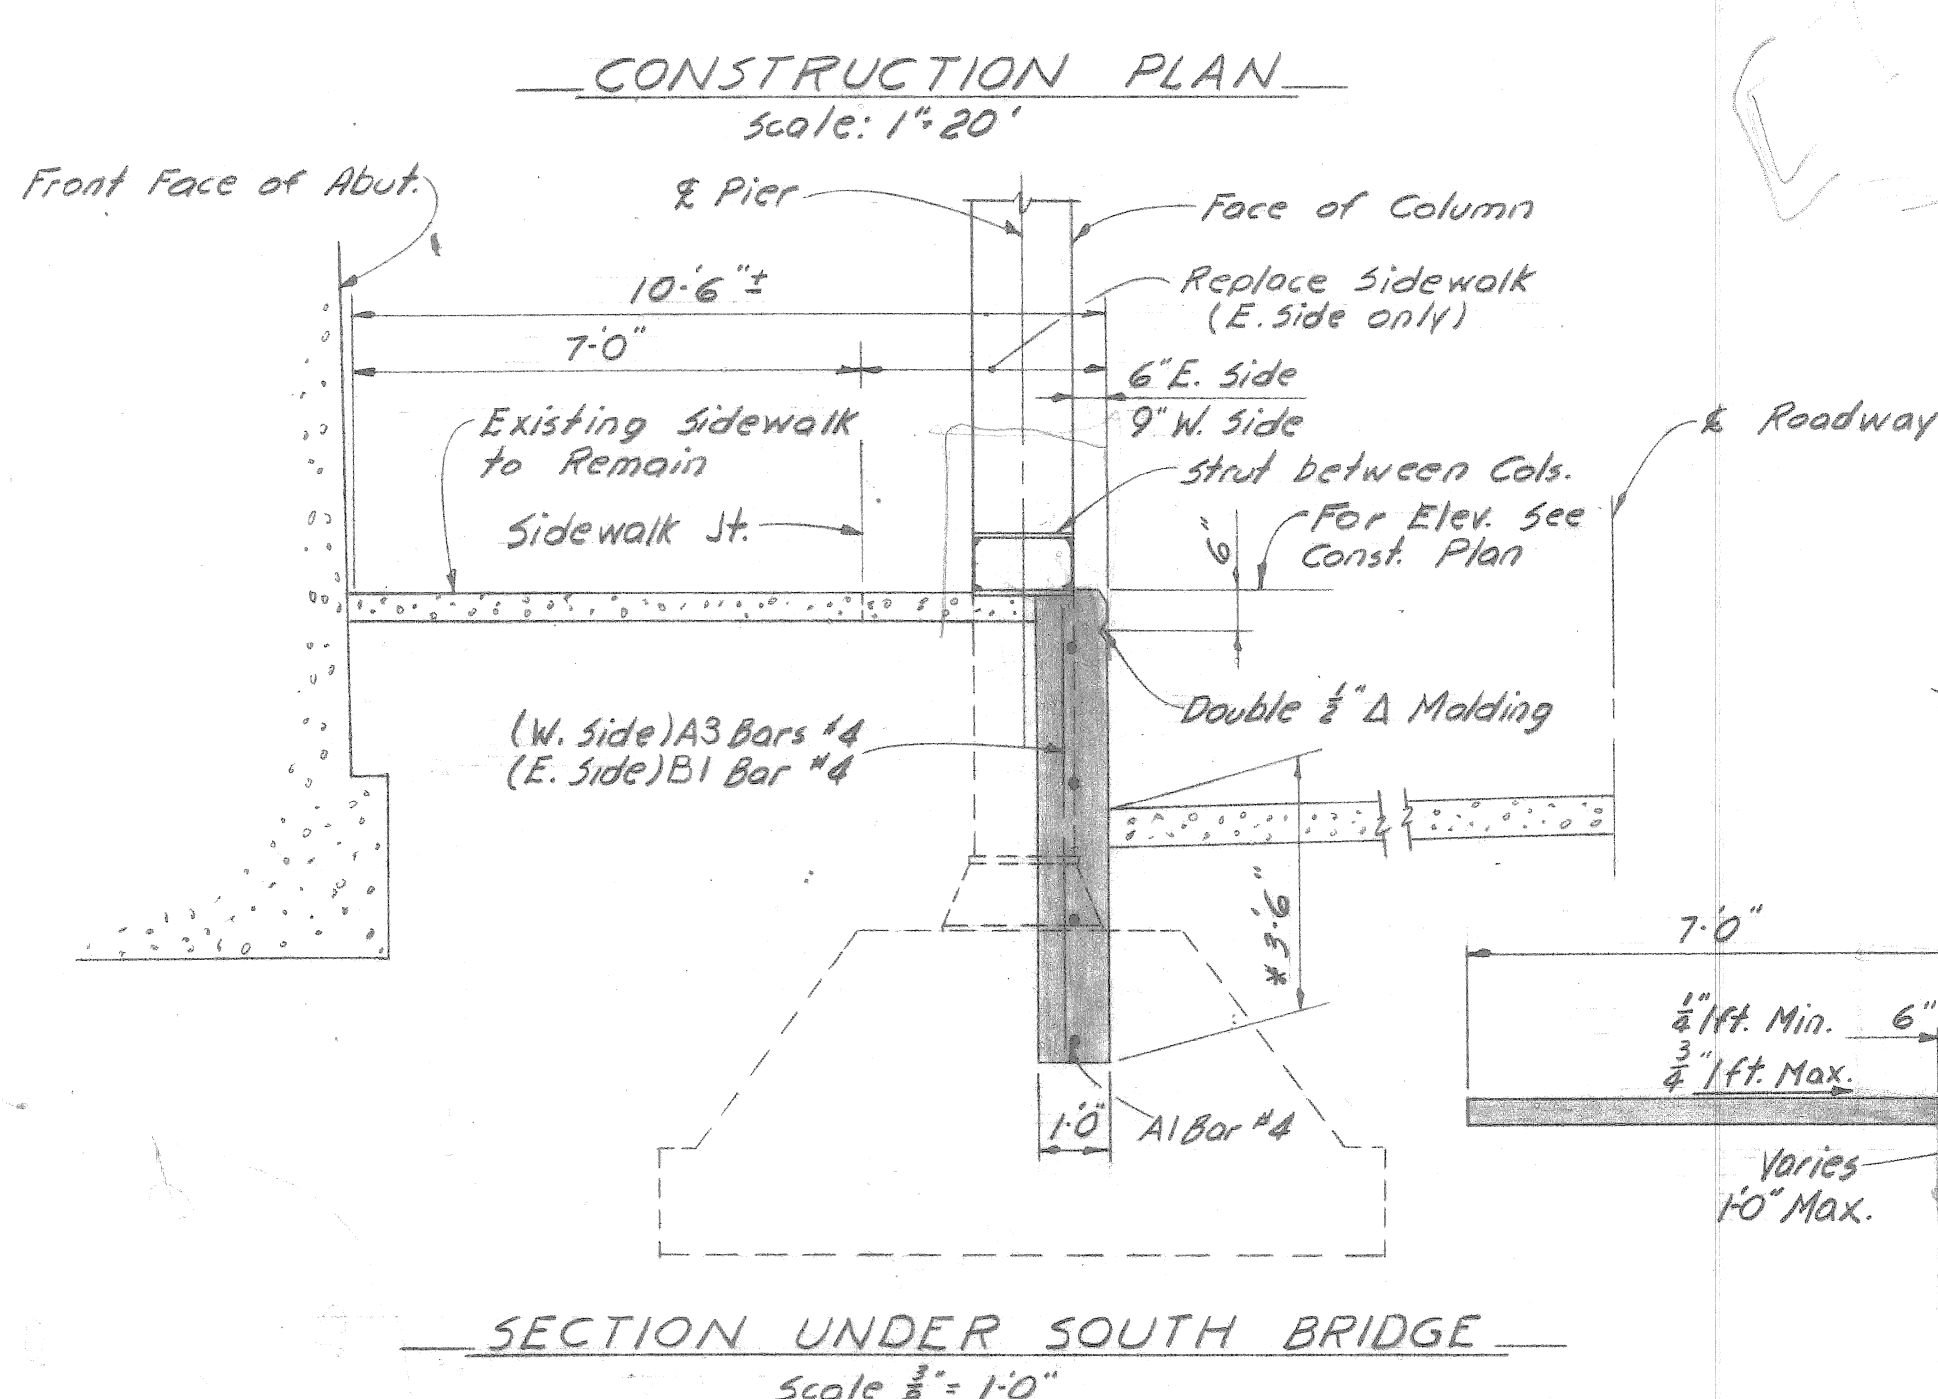 CONSTRUCTION PLAN
Scale: 1"=20'
Front Face of Abut.
℄ Pier
Face of Column
10'-6"±
Replace Sidewalk
(E. Side only)
7'-0"
6" E. Side
9" W. Side
Existing Sidewalk
to Remain
℄ Roadway
Strut between Cols.
Sidewalk Jt.
6"
For Elev. See
Const. Plan
Double ½" Δ Molding
(W. Side) A3 Bars #4
(E. Side) B1 Bar #4
* 3'-6"
7'-0"
¼"/ft. Min.
6"
¾"/ft. Max.
1'-0"
A1 Bar #4
Varies
1'-0" Max.
SECTION UNDER SOUTH BRIDGE
Scale ⅜"= 1'-0"